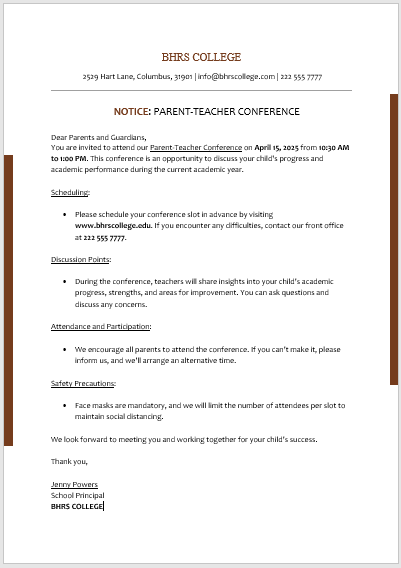 BHRS COLLEGE
2529 Hart Lane, Columbus, 31901 | info@bhrscollege.com | 222 555 7777
NOTICE: PARENT-TEACHER CONFERENCE
Dear Parents and Guardians,
You are invited to attend our Parent-Teacher Conference on April 15, 2025 from 10:30 AM
to 1:00 PM. This conference is an opportunity to discuss your child's progress and
academic performance during the current academic year.
Scheduling:
• Please schedule your conference slot in advance by visiting
www.bhrscollege.edu. If you encounter any difficulties, contact our front office
at 222 555 7777.
Discussion Points:
• During the conference, teachers will share insights into your child's academic
progress, strengths, and areas for improvement. You can ask questions and
discuss any concerns.
Attendance and Participation:
• We encourage all parents to attend the conference. If you can't make it, please
inform us, and we'll arrange an alternative time.
Safety Precautions:
• Face masks are mandatory, and we will limit the number of attendees per slot to
maintain social distancing.
We look forward to meeting you and working together for your child's success.
Thank you,
Jenny Powers
School Principal
BHRS COLLEGE